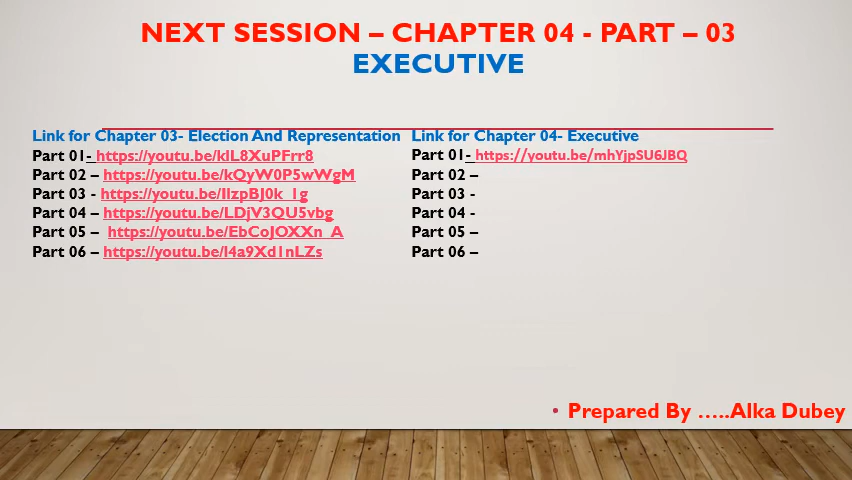 NEXT SESSION – CHAPTER 04 - PART – 03
EXECUTIVE
Link for Chapter 03- Election And Representation
Part 01- https://youtu.be/kIL8XuPFrr8
Part 02 – https://youtu.be/kQyW0P5wWgM
Part 03 - https://youtu.be/IIzpBJ0k_1g
Part 04 – https://youtu.be/LDjV3QU5vbg
Part 05 – https://youtu.be/EbCoJOXXn_A
Part 06 – https://youtu.be/I4a9Xd1nLZs
Link for Chapter 04- Executive
Part 01- https://youtu.be/mhYjpSU6JBQ
Part 02 –
Part 03 -
Part 04 -
Part 05 –
Part 06 –
• Prepared By …..Alka Dubey